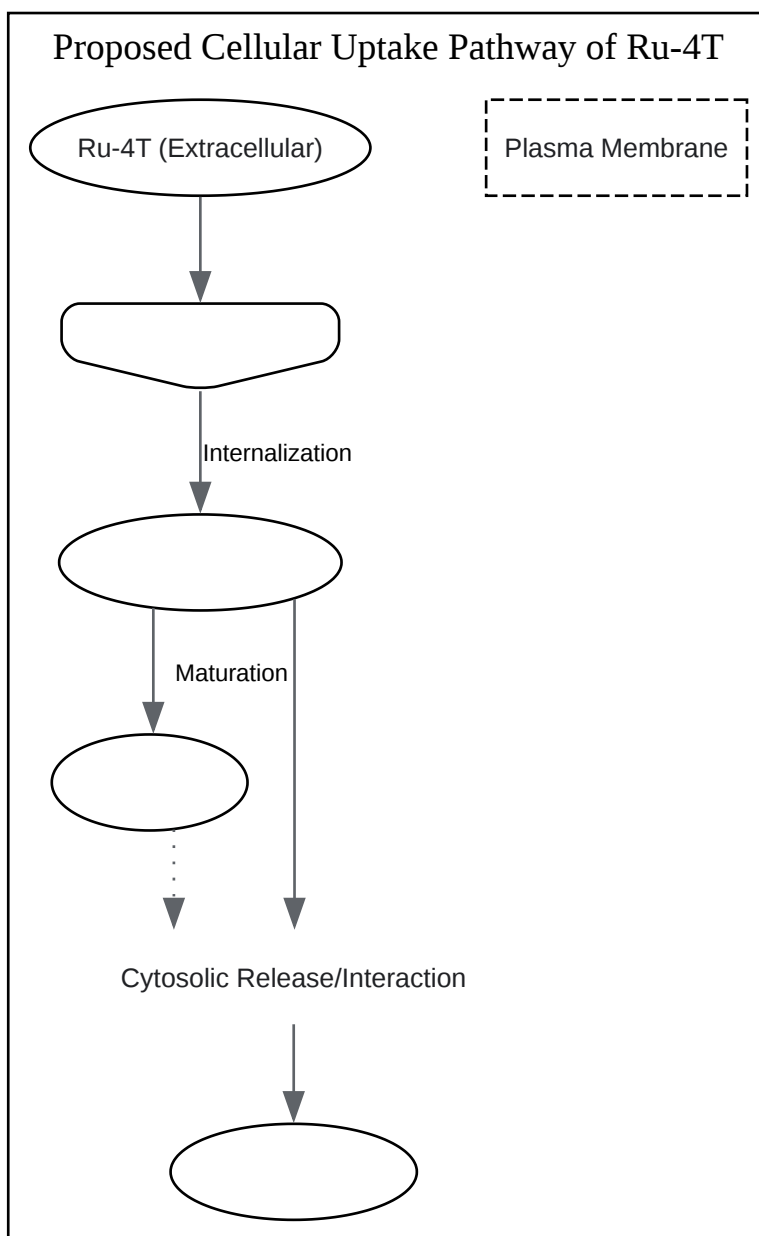 Proposed Cellular Uptake Pathway of Ru-4T
Ru-4T (Extracellular)
Plasma Membrane
Internalization
Maturation
Cytosolic Release/Interaction